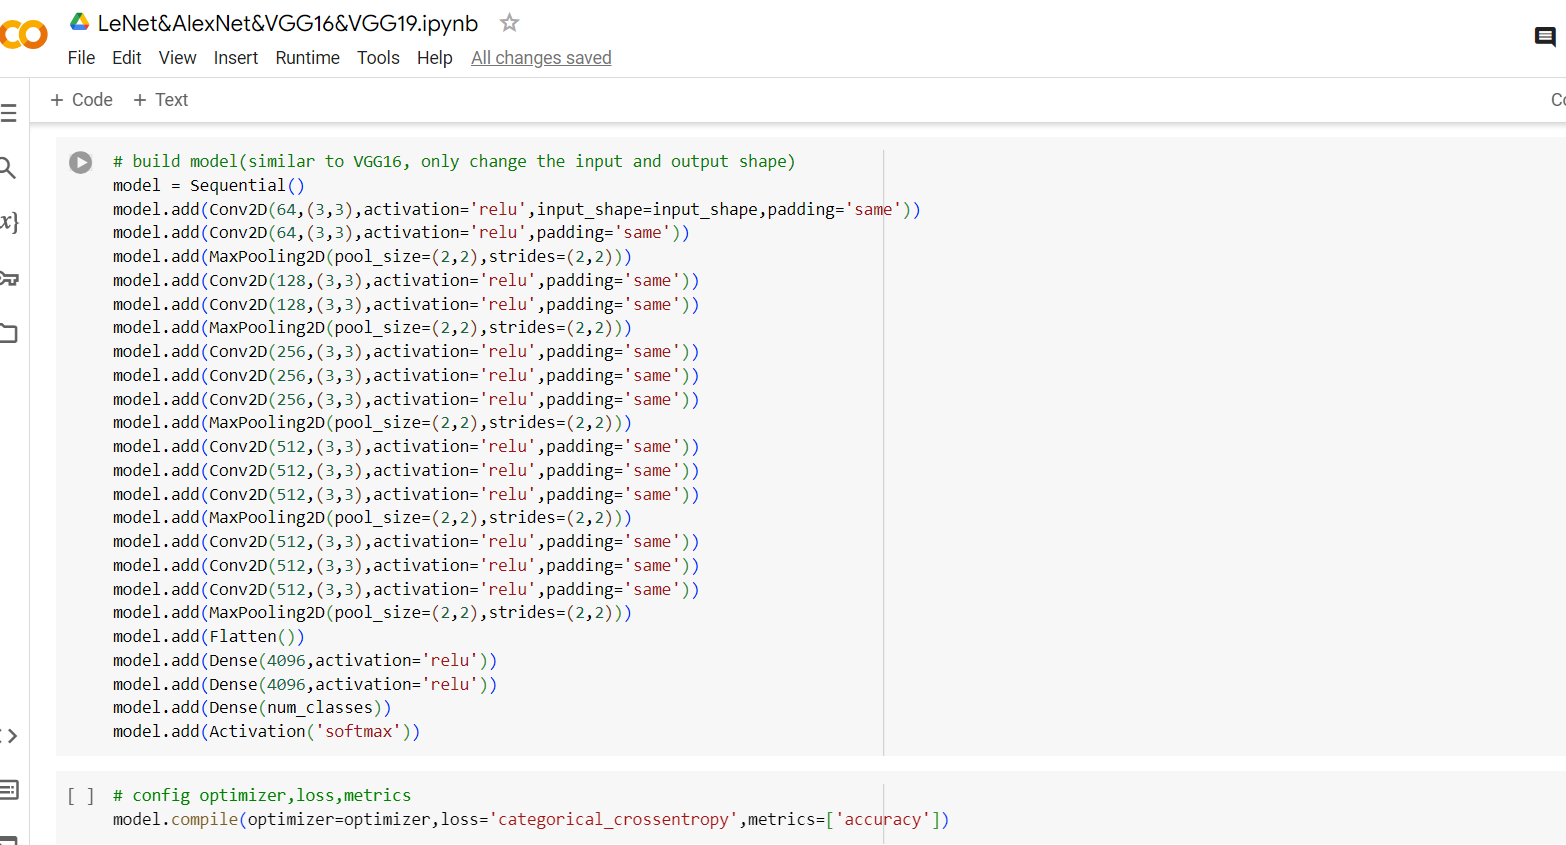 LeNet&AlexNet&VGG16&VGG19.ipynb
File Edit View Insert Runtime Tools Help All changes saved
+ Code + Text
# build model(similar to VGG16, only change the input and output shape)
model = Sequential()
model.add(Conv2D(64,(3,3),activation='relu',input_shape=input_shape,padding='same'))
model.add(Conv2D(64,(3,3),activation='relu',padding='same'))
model.add(MaxPooling2D(pool_size=(2,2),strides=(2,2)))
model.add(Conv2D(128,(3,3),activation='relu',padding='same'))
model.add(Conv2D(128,(3,3),activation='relu',padding='same'))
model.add(MaxPooling2D(pool_size=(2,2),strides=(2,2)))
model.add(Conv2D(256,(3,3),activation='relu',padding='same'))
model.add(Conv2D(256,(3,3),activation='relu',padding='same'))
model.add(Conv2D(256,(3,3),activation='relu',padding='same'))
model.add(MaxPooling2D(pool_size=(2,2),strides=(2,2)))
model.add(Conv2D(512,(3,3),activation='relu',padding='same'))
model.add(Conv2D(512,(3,3),activation='relu',padding='same'))
model.add(Conv2D(512,(3,3),activation='relu',padding='same'))
model.add(MaxPooling2D(pool_size=(2,2),strides=(2,2)))
model.add(Conv2D(512,(3,3),activation='relu',padding='same'))
model.add(Conv2D(512,(3,3),activation='relu',padding='same'))
model.add(Conv2D(512,(3,3),activation='relu',padding='same'))
model.add(MaxPooling2D(pool_size=(2,2),strides=(2,2)))
model.add(Flatten())
model.add(Dense(4096,activation='relu'))
model.add(Dense(4096,activation='relu'))
model.add(Dense(num_classes))
model.add(Activation('softmax'))
[ ] # config optimizer,loss,metrics
model.compile(optimizer=optimizer,loss='categorical_crossentropy',metrics=['accuracy'])